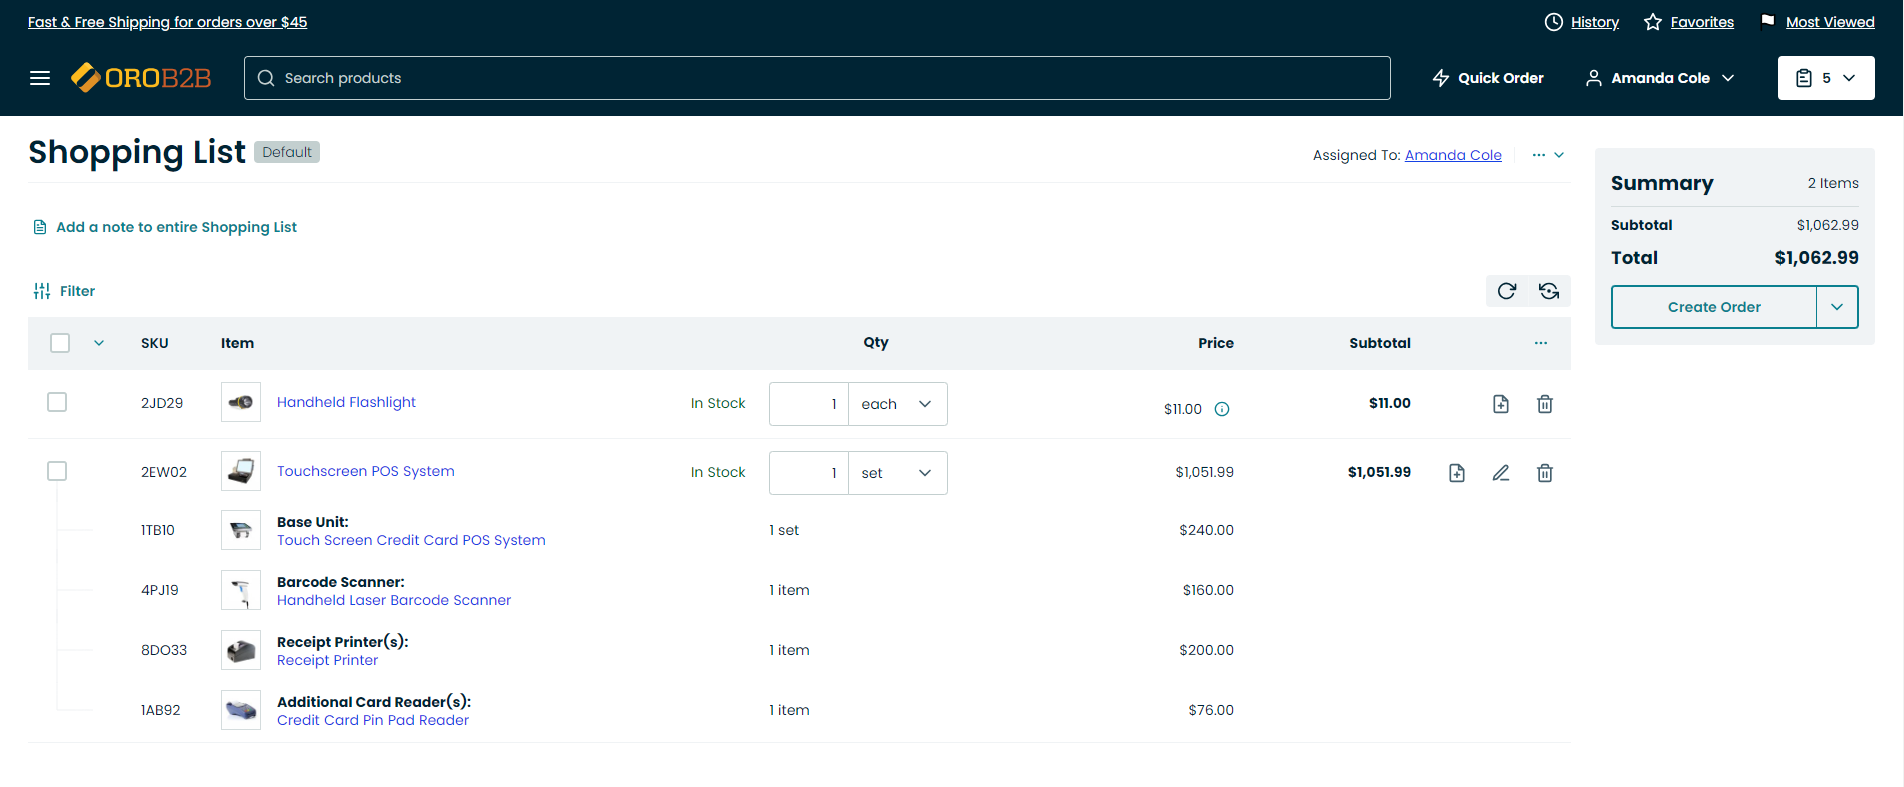 Fast & Free Shipping for orders over $45
History Favorites Most Viewed
OROB2B Search products Quick Order Amanda Cole 5
Shopping List Default
Assigned To: Amanda Cole ...
Add a note to entire Shopping List
Filter
SKU Item Qty Price Subtotal ...
2JD29 Handheld Flashlight In Stock 1 each $11.00 $11.00
2EW02 Touchscreen POS System In Stock 1 set $1,051.99 $1,051.99
Base Unit:
1TB10 Touch Screen Credit Card POS System 1 set $240.00
Barcode Scanner:
4PJ19 Handheld Laser Barcode Scanner 1 item $160.00
Receipt Printer(s):
8DO33 Receipt Printer 1 item $200.00
Additional Card Reader(s):
1AB92 Credit Card Pin Pad Reader 1 item $76.00
Summary 2 Items
Subtotal $1,062.99
Total $1,062.99
Create Order